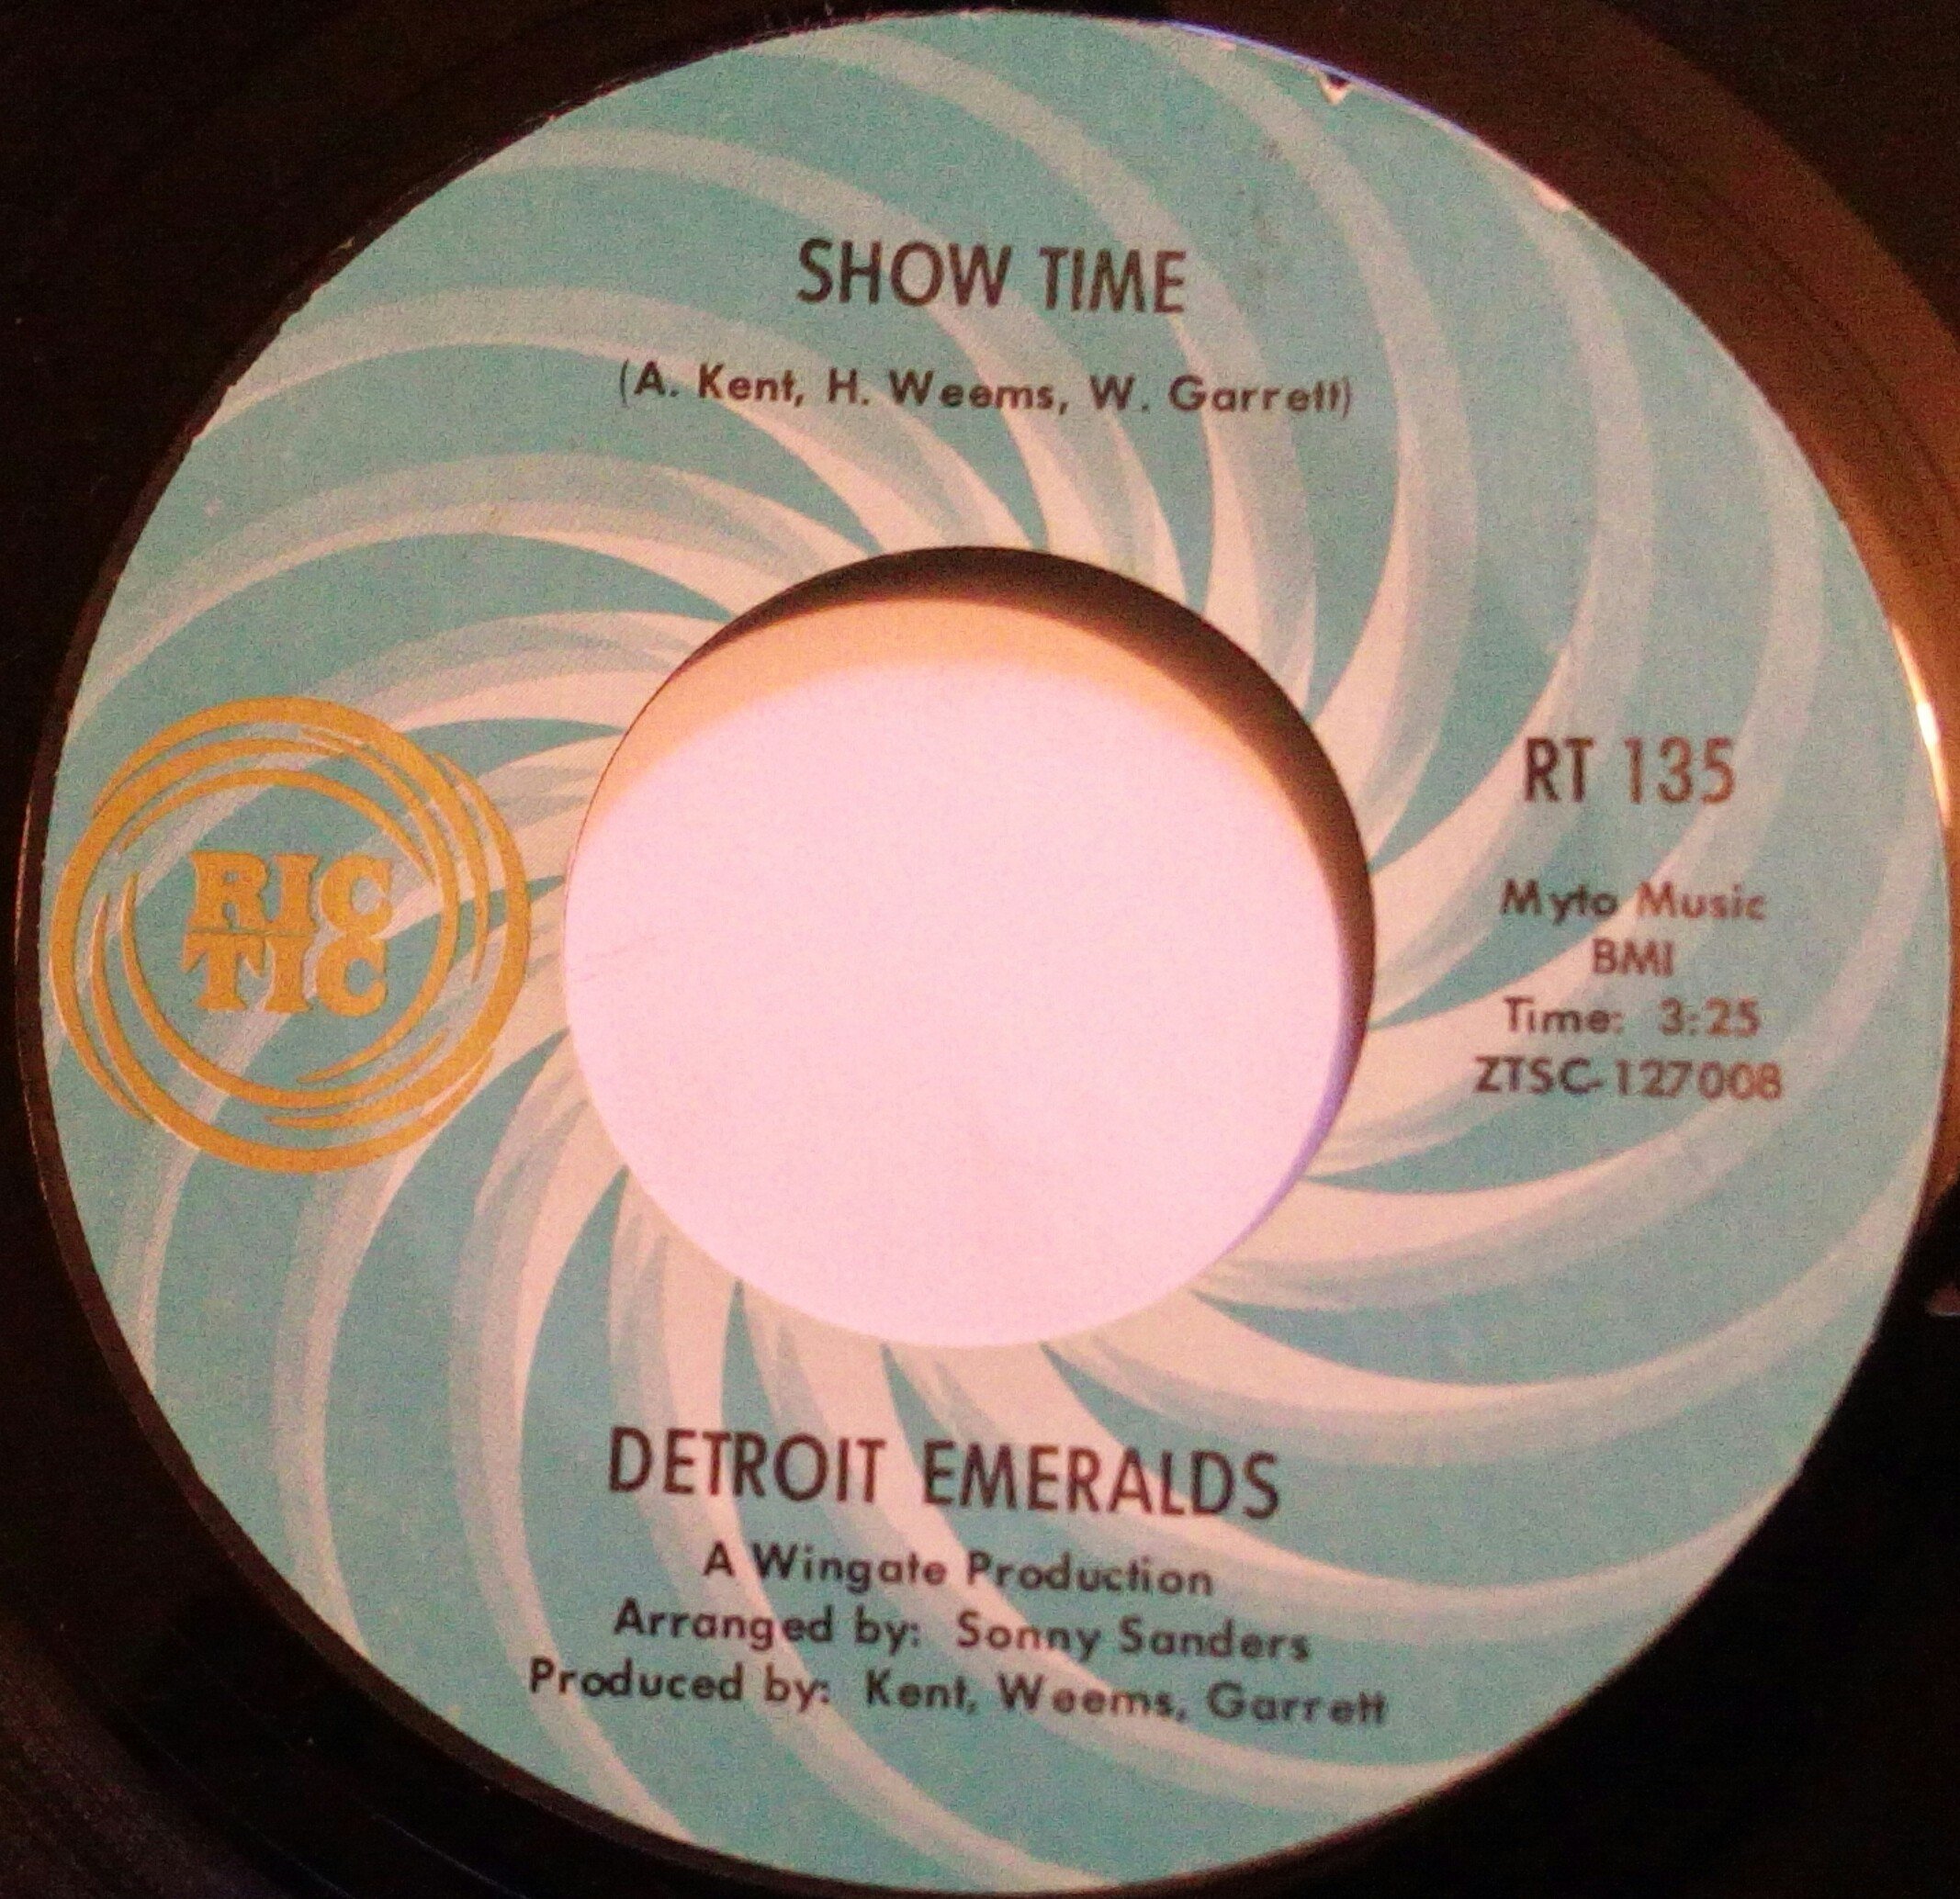 SHOW TIME
(A. Kent, H. Weems, W. Garrett)
RIC
TIC
RT 135
Myto Music
BMI
Time: 3:25
ZTSC-127008
DETROIT EMERALDS
A Wingate Production
Arranged by: Sonny Sanders
Produced by: Kent, Weems, Garrett